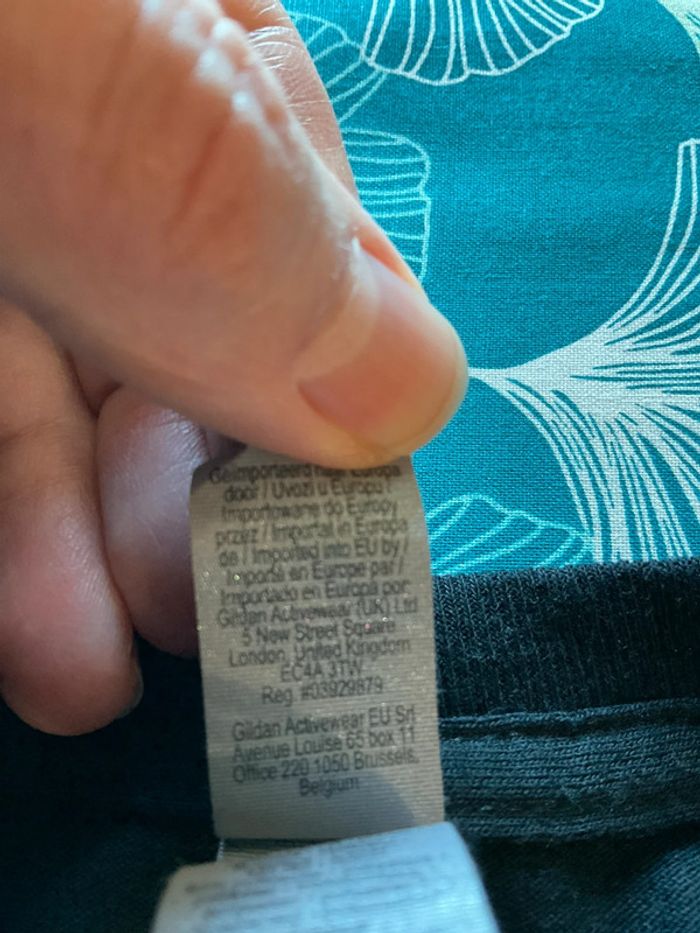 Geïmporteerd naar Europa
door / Uvozi u Europu /
Importowane do Europy
przez / Importat în Europa
de / Imported into EU by /
Importé en Europe par /
Importado en Europa por:
Gildan Activewear (UK) Ltd
5 New Street Square
London, United Kingdom
EC4A 3TW
Reg #03929879
Gildan Activewear EU Srl
Avenue Louise 65 box 11
Office 220 1050 Brussels,
Belgium